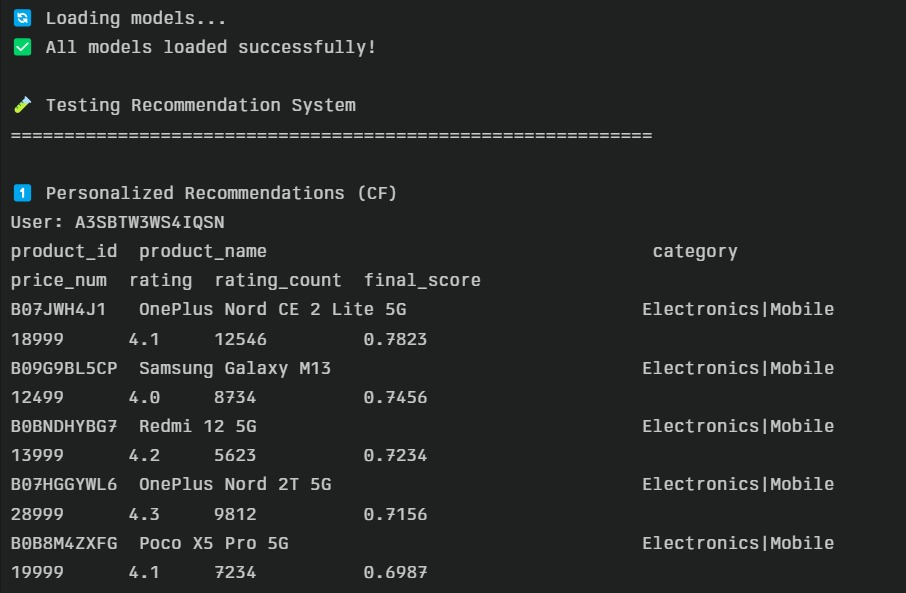 🔄 Loading models...
✅ All models loaded successfully!
🧪 Testing Recommendation System
============================================================
1️⃣ Personalized Recommendations (CF)
User: A3SBTW3WS4IQSN
product_id  product_name                                    category
price_num  rating  rating_count  final_score
B07JWH4J1   OnePlus Nord CE 2 Lite 5G                      Electronics|Mobile
18999      4.1     12546         0.7823
B09G9BL5CP  Samsung Galaxy M13                             Electronics|Mobile
12499      4.0     8734          0.7456
B0BNDHYBG7  Redmi 12 5G                                    Electronics|Mobile
13999      4.2     5623          0.7234
B07HGGYWL6  OnePlus Nord 2T 5G                             Electronics|Mobile
28999      4.3     9812          0.7156
B0B8M4ZXFG  Poco X5 Pro 5G                                 Electronics|Mobile
19999      4.1     7234          0.6987